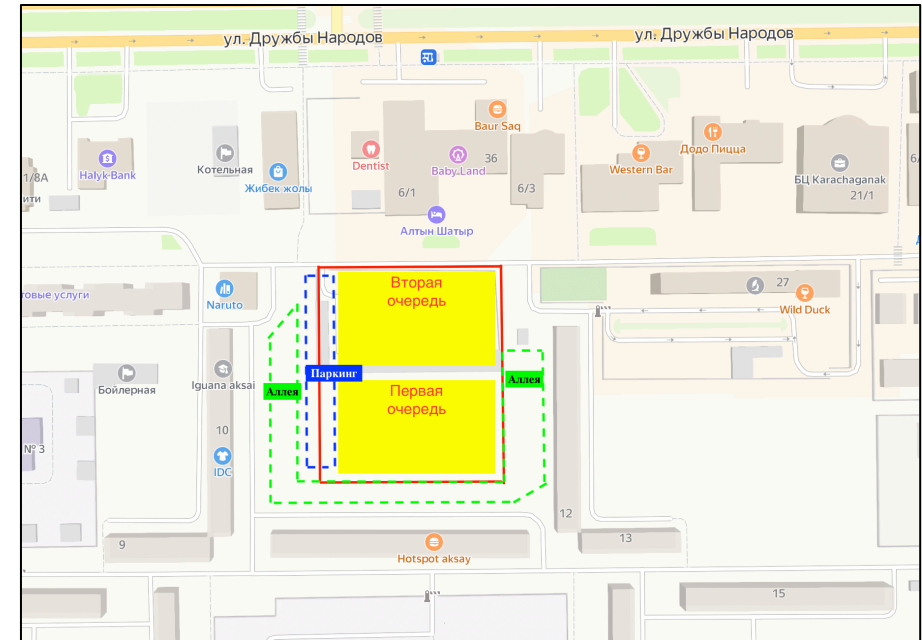 ул. Дружбы Народов
ул. Дружбы Народов
Baur Saq
Dentist
Baby Land
36
6/1
6/3
Алтын Шатыр
Halyk Bank
Котельная
Жибек жолы
1/8А
ити
Western Bar
Додо Пицца
БЦ Karachaganak
21/1
Вторая
очередь
27
Wild Duck
товые услуги
Naruto
Паркинг
Аллея
Аллея
Первая
очередь
Бойлерная
Iguana aksai
10
IDC
№ 3
12
9
13
Hotspot aksay
15